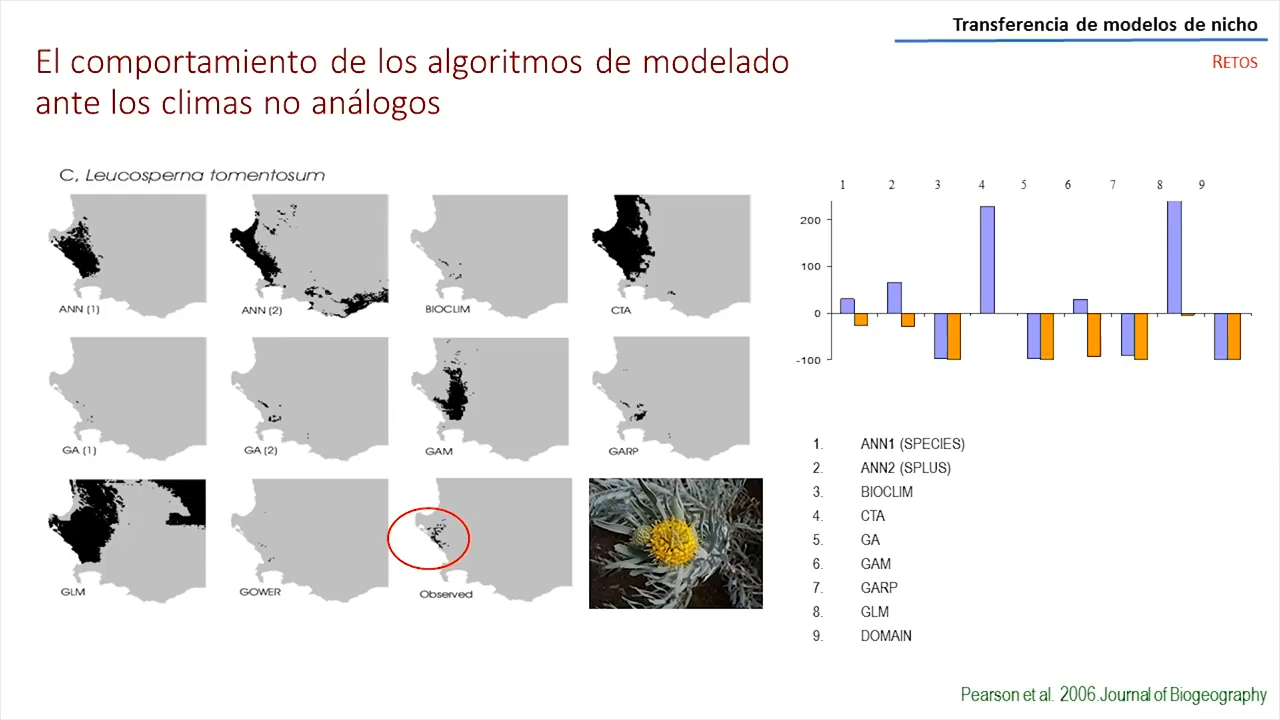 Transferencia de modelos de nicho
RETOS
El comportamiento de los algoritmos de modelado
ante los climas no análogos
C, Leucosperna tomentosum
ANN (1)
ANN (2)
BIOCLIM
CTA
GA (1)
GA (2)
GAM
GARP
GLM
GOWER
Observed
1 2 3 4 5 6 7 8 9
200
100
0
-100
1. ANN1 (SPECIES)
2. ANN2 (SPLUS)
3. BIOCLIM
4. CTA
5. GA
6. GAM
7. GARP
8. GLM
9. DOMAIN
Pearson et al. 2006.Journal of Biogeography